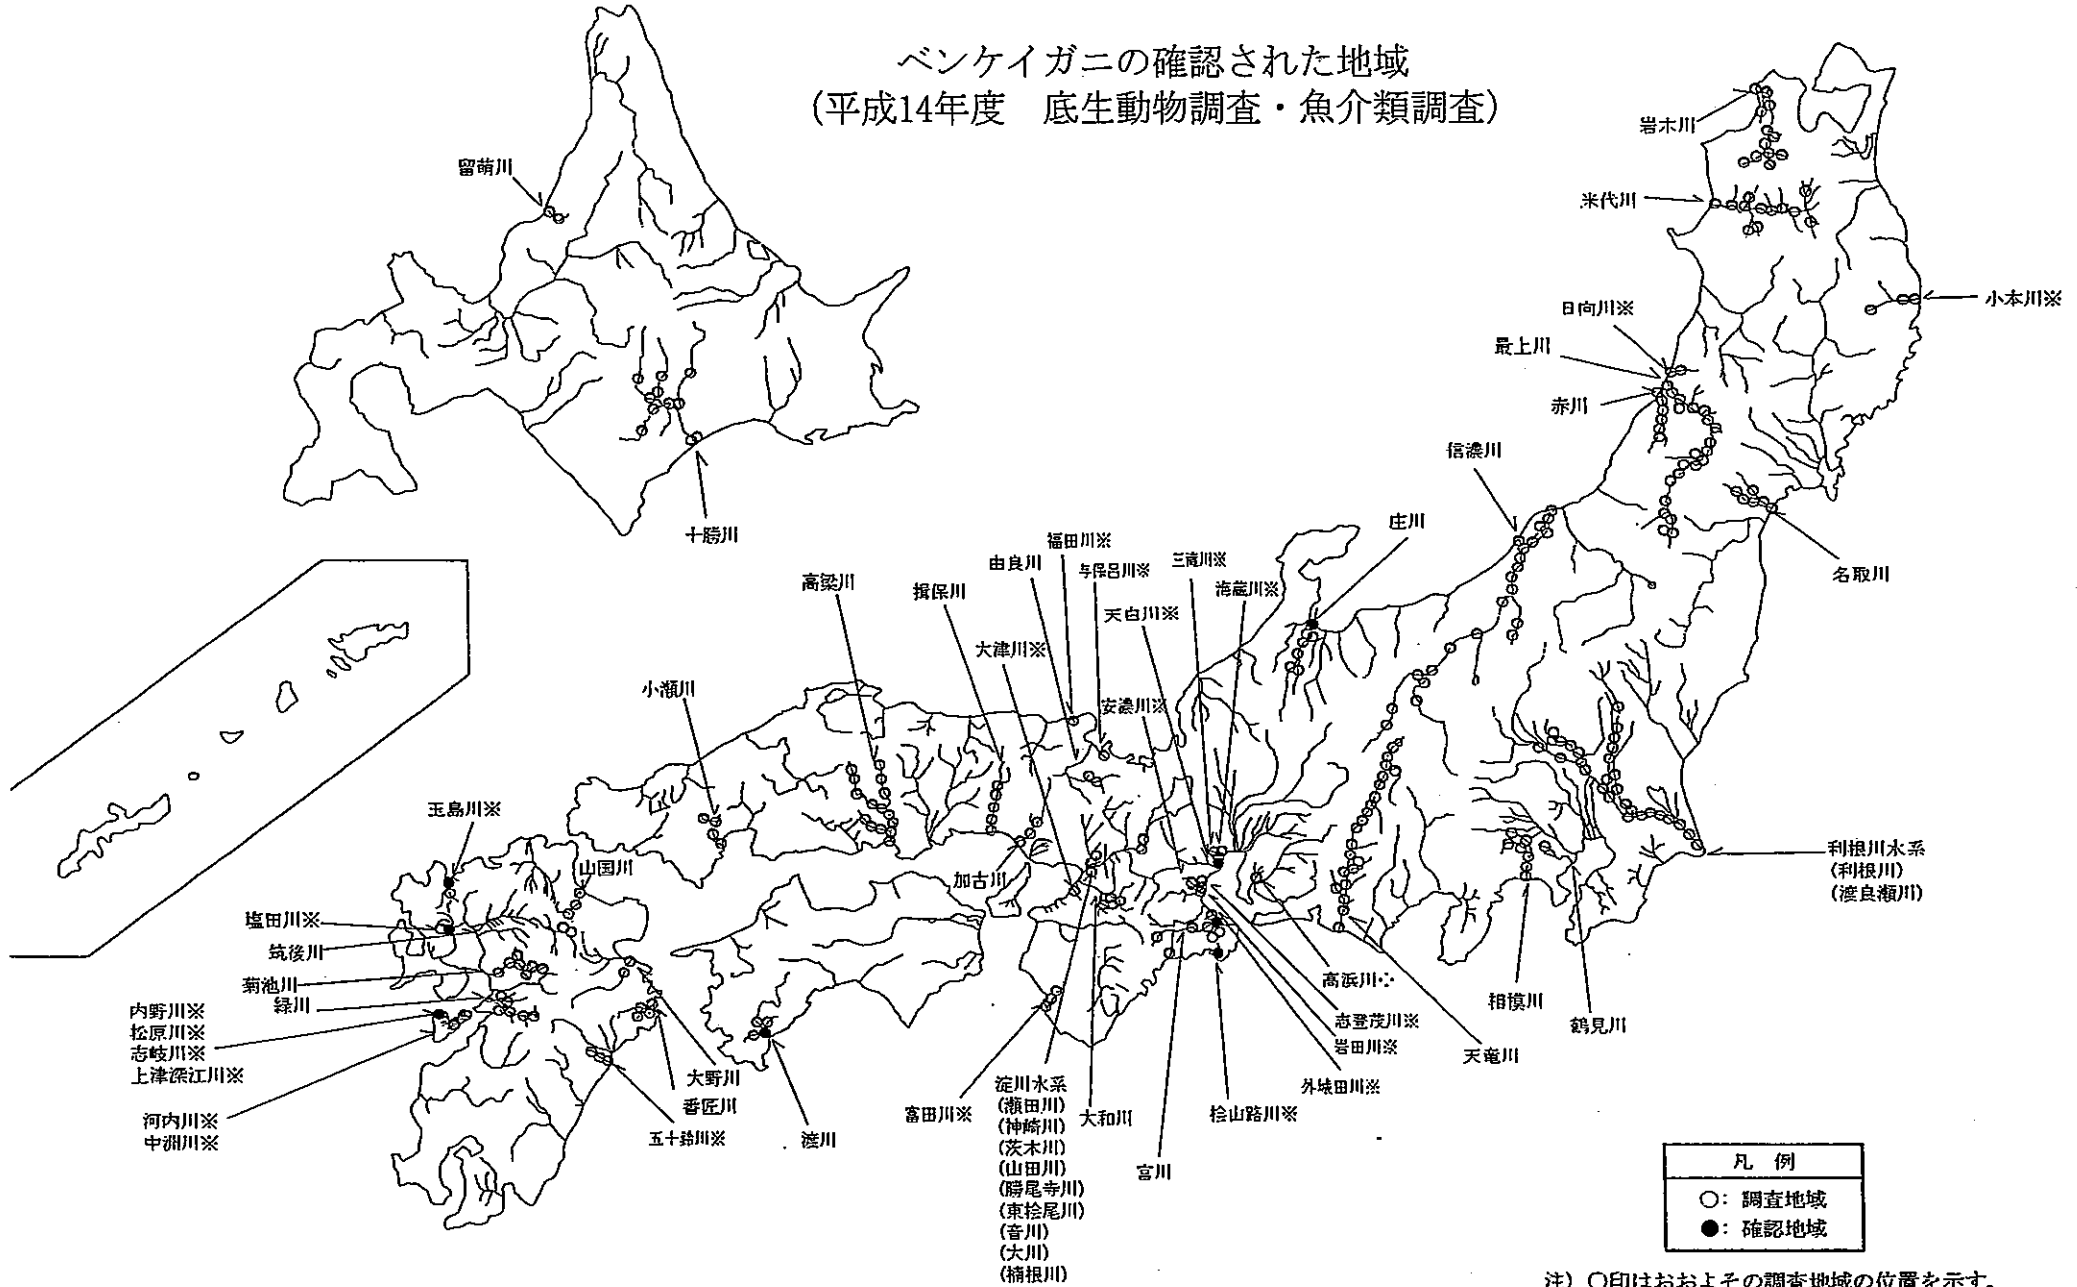 ベンケイガニの確認された地域
(平成14年度　底生動物調査・魚介類調査)
留萌川
十勝川
岩木川
米代川
小本川※
日向川※
最上川
赤川
信濃川
名取川
庄川
福田川※
由良川
与保呂川※
三滝川※
海蔵川※
天白川※
高梁川
揖保川
大津川※
安濃川※
小瀬川
玉島川※
山国川
加古川
塩田川※
筑後川
菊池川
緑川
内野川※
松原川※
志岐川※
上津深江川※
河内川※
中洲川※
大野川
番匠川
五十鈴川※
渡川
富田川※
淀川水系
(瀬田川)
(神崎川)
(茨木川)
(山田川)
(勝尾寺川)
(東桧尾川)
(音川)
(大川)
(楠根川)
大和川
宮川
桧山路川※
外城田川※
岩田川※
志登茂川※
高浜川※
天竜川
相模川
鶴見川
利根川水系
(利根川)
(渡良瀬川)
凡　例
○：調査地域
●：確認地域
注）○印はおおよその調査地域の位置を示す。